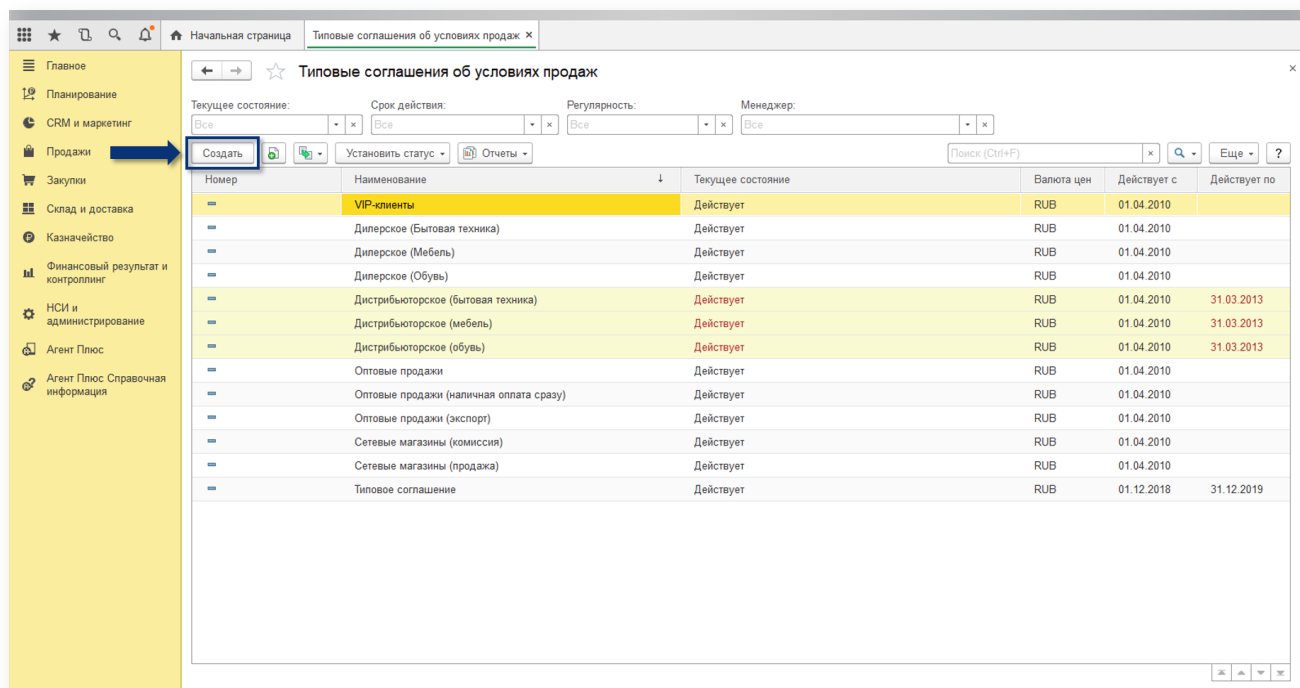 Начальная страница
Типовые соглашения об условиях продаж ×
Главное
Планирование
CRM и маркетинг
Продажи
Закупки
Склад и доставка
Казначейство
Финансовый результат и
контроллинг
НСИ и
администрирование
Агент Плюс
Агент Плюс Справочная
информация
Типовые соглашения об условиях продаж
Текущее состояние: Срок действия: Регулярность: Менеджер:
Все Все Все Все
Создать Установить статус Отчеты Поиск (Ctrl+F) × Еще ?
Номер Наименование ↓ Текущее состояние Валюта цен Действует с Действует по
VIP-клиенты Действует RUB 01.04.2010
Дилерское (Бытовая техника) Действует RUB 01.04.2010
Дилерское (Мебель) Действует RUB 01.04.2010
Дилерское (Обувь) Действует RUB 01.04.2010
Дистрибьюторское (бытовая техника) Действует RUB 01.04.2010 31.03.2013
Дистрибьюторское (мебель) Действует RUB 01.04.2010 31.03.2013
Дистрибьюторское (обувь) Действует RUB 01.04.2010 31.03.2013
Оптовые продажи Действует RUB 01.04.2010
Оптовые продажи (наличная оплата сразу) Действует RUB 01.04.2010
Оптовые продажи (экспорт) Действует RUB 01.04.2010
Сетевые магазины (комиссия) Действует RUB 01.04.2010
Сетевые магазины (продажа) Действует RUB 01.04.2010
Типовое соглашение Действует RUB 01.12.2018 31.12.2019